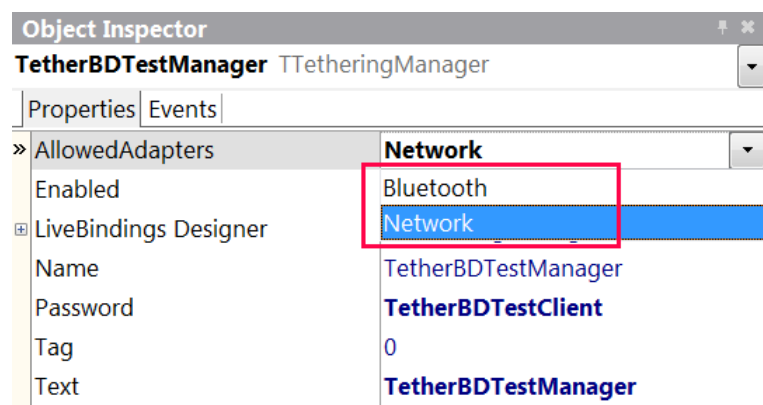 Object Inspector
TetherBDTestManager TTetheringManager
Properties Events
AllowedAdapters Network
Enabled Bluetooth
LiveBindings Designer Network
Name TetherBDTestManager
Password TetherBDTestClient
Tag 0
Text TetherBDTestManager